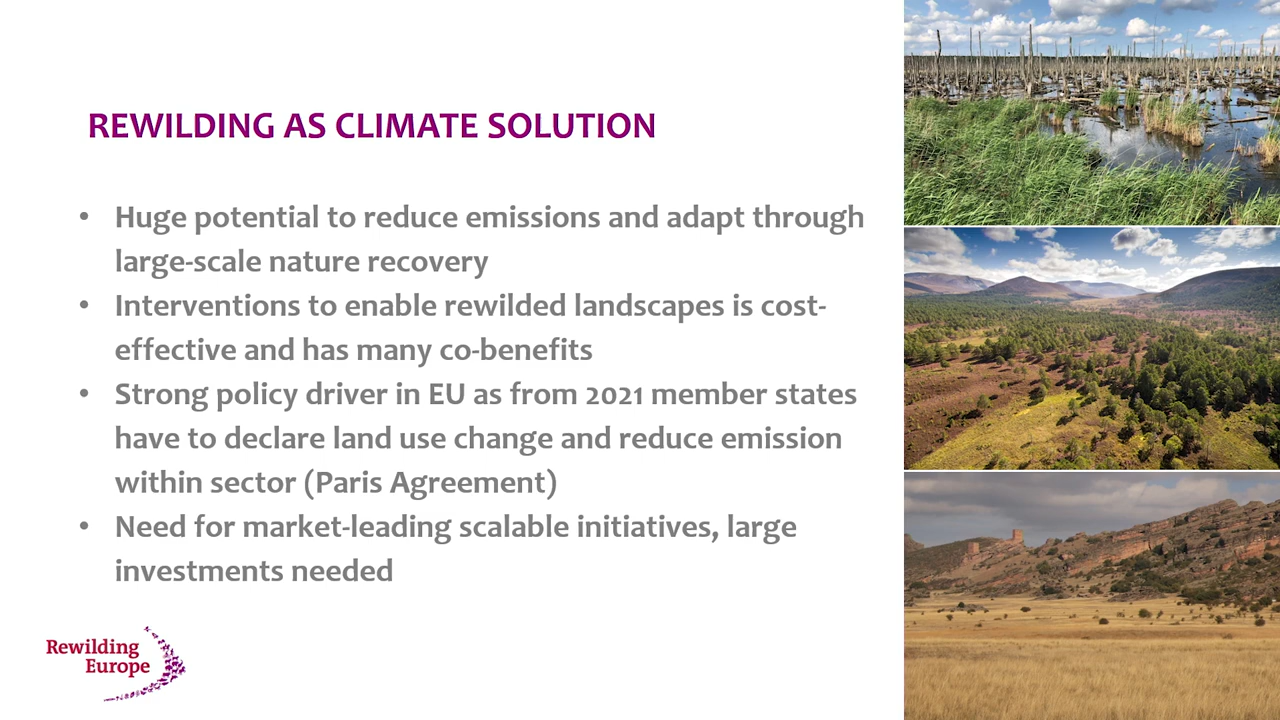 REWILDING AS CLIMATE SOLUTION
• Huge potential to reduce emissions and adapt through
large-scale nature recovery
• Interventions to enable rewilded landscapes is cost-
effective and has many co-benefits
• Strong policy driver in EU as from 2021 member states
have to declare land use change and reduce emission
within sector (Paris Agreement)
• Need for market-leading scalable initiatives, large
investments needed
Rewilding
Europe